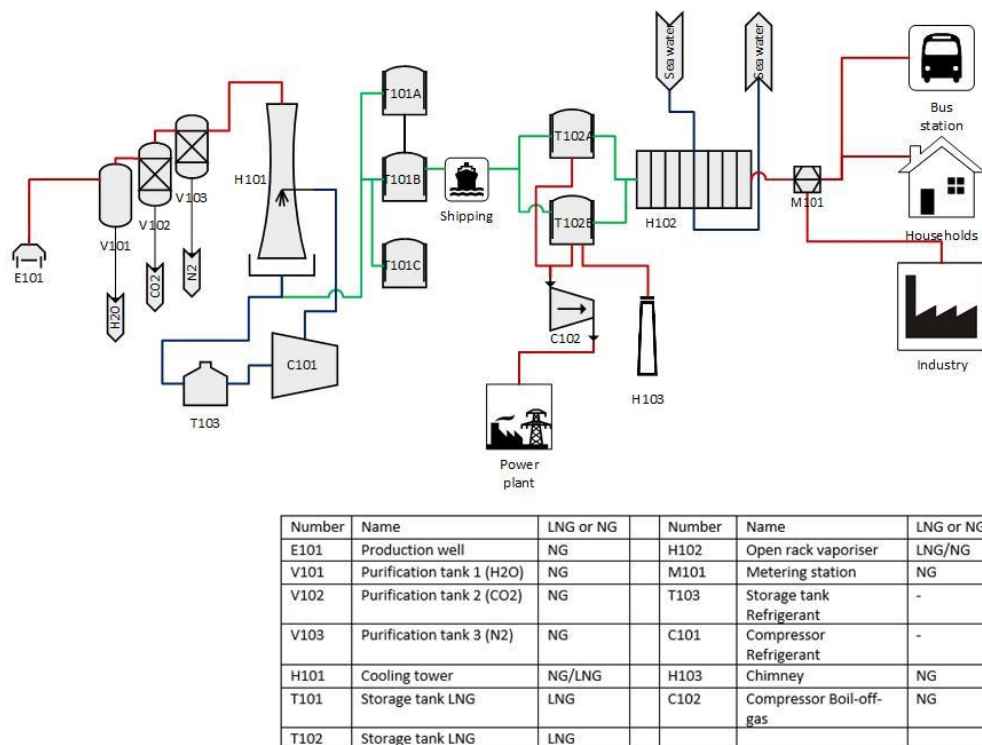 Sea water
Sea water
Bus
station
T101A
T102A
V103
H101
V102
T101B
Shipping
T102B
H102
M101
Households
V101
E101
N2
CO2
T101C
H2O
C102
C101
Industry
T103
H103
Power
plant
Number Name LNG or NG Number Name LNG or NG
E101 Production well NG H102 Open rack vaporiser LNG/NG
V101 Purification tank 1 (H2O) NG M101 Metering station NG
V102 Purification tank 2 (CO2) NG T103 Storage tank -
Refrigerant
V103 Purification tank 3 (N2) NG C101 Compressor -
Refrigerant
H101 Cooling tower NG/LNG H103 Chimney NG
T101 Storage tank LNG LNG C102 Compressor Boil-off- NG
gas
T102 Storage tank LNG LNG